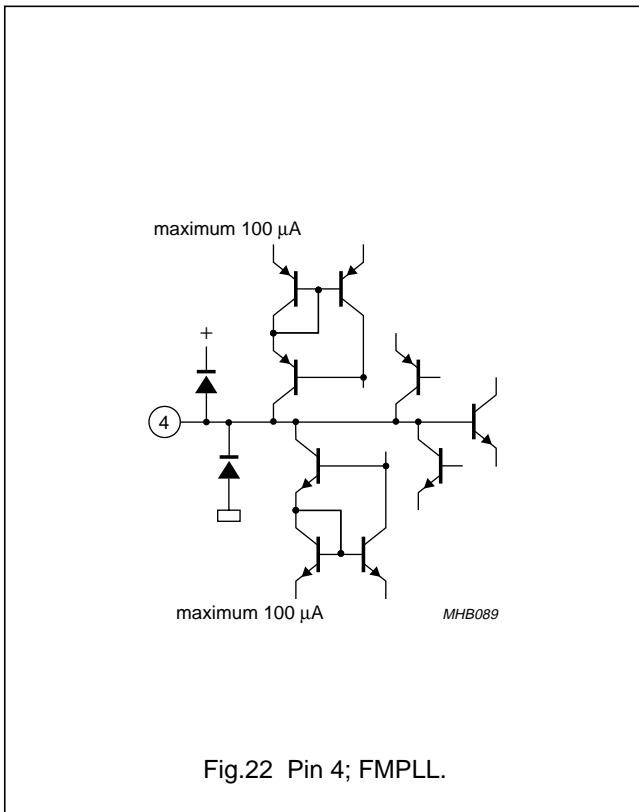 maximum 100 μA
+
4
maximum 100 μA
MHB089
Fig.22 Pin 4; FMPLL.